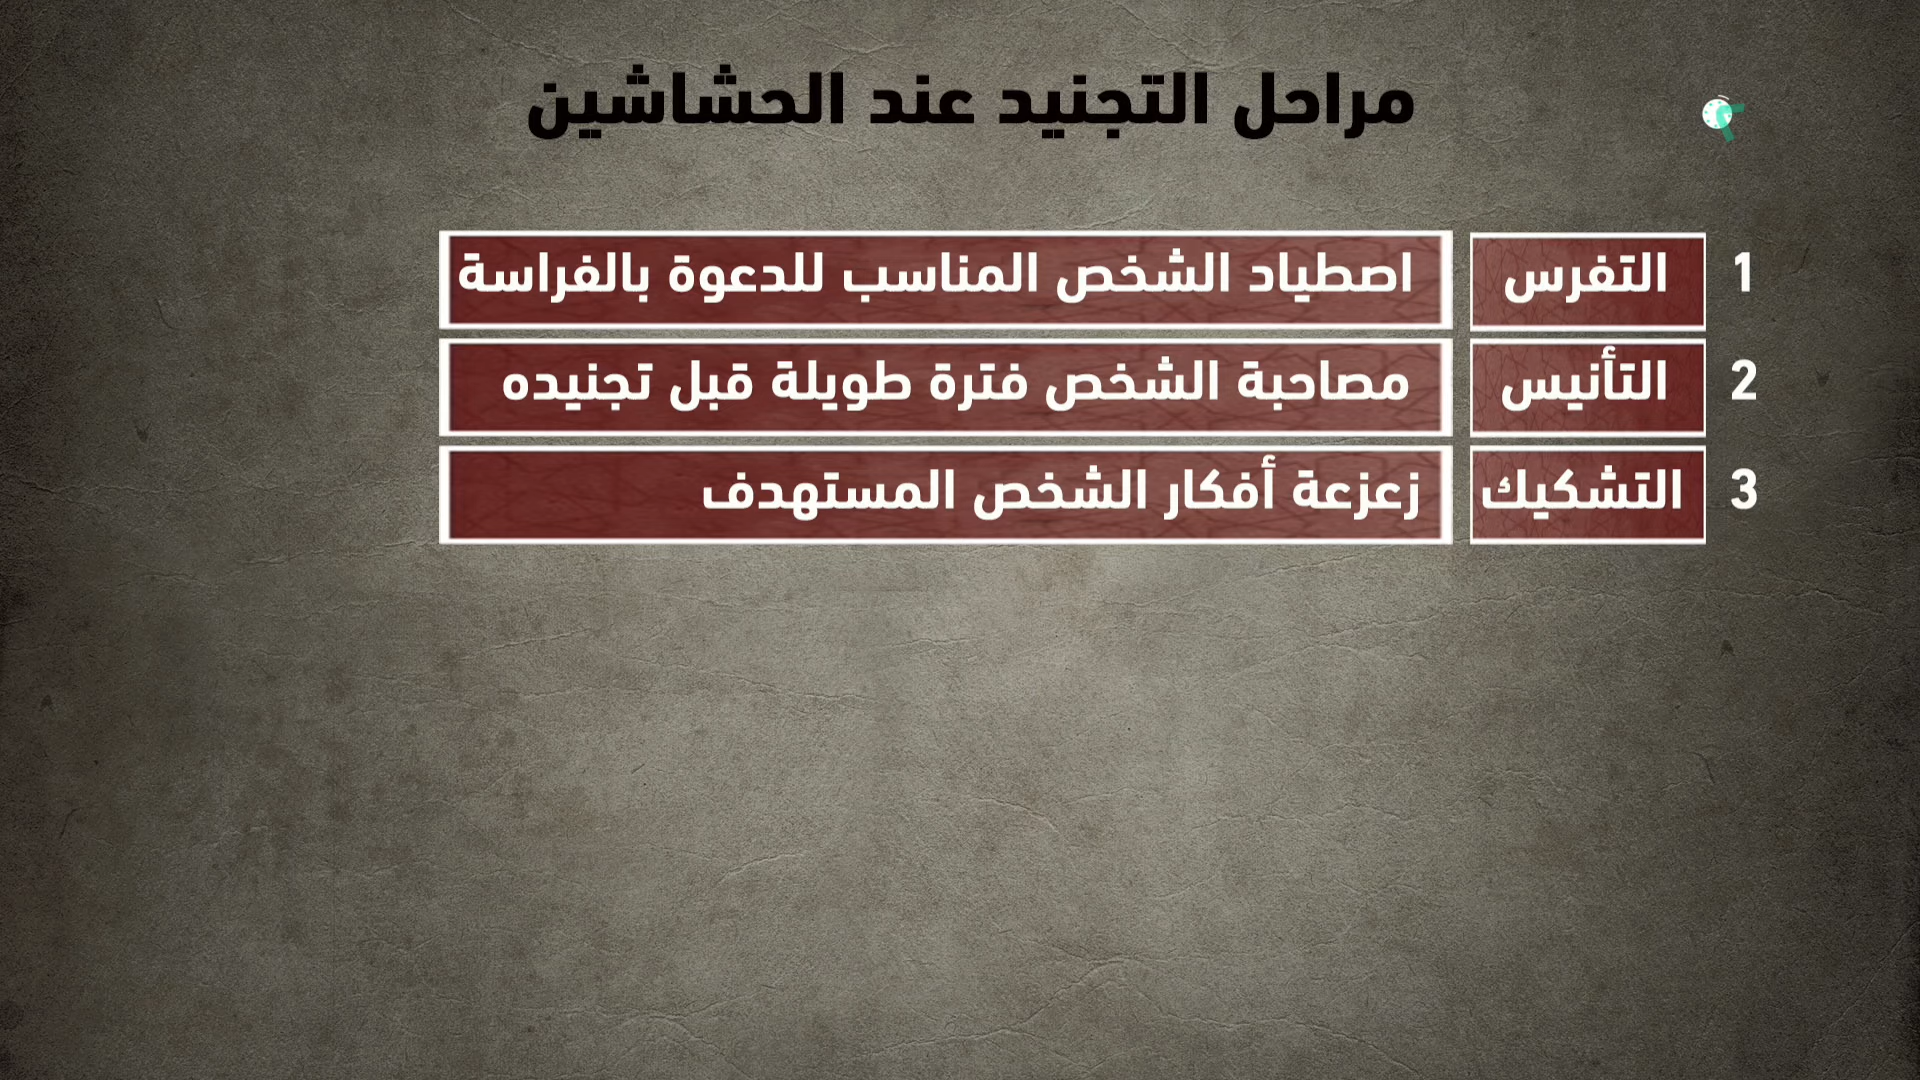 مراحل التجنيد عند الحشاشين
1 التفرس اصطياد الشخص المناسب للدعوة بالفراسة
2 التأنيس مصاحبة الشخص فترة طويلة قبل تجنيده
3 التشكيك زعزعة أفكار الشخص المستهدف